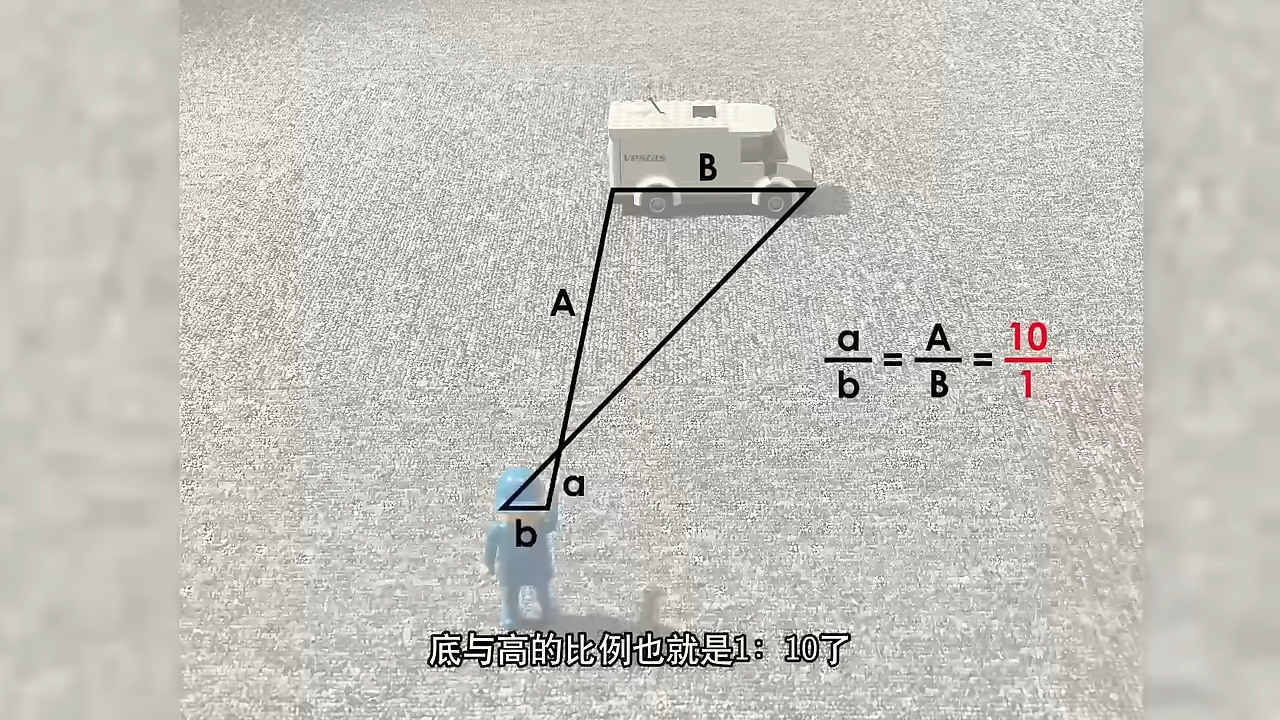 Vestas
B
A
a
b
a/b = A/B = 10/1
底与高的比例也就是1：10了